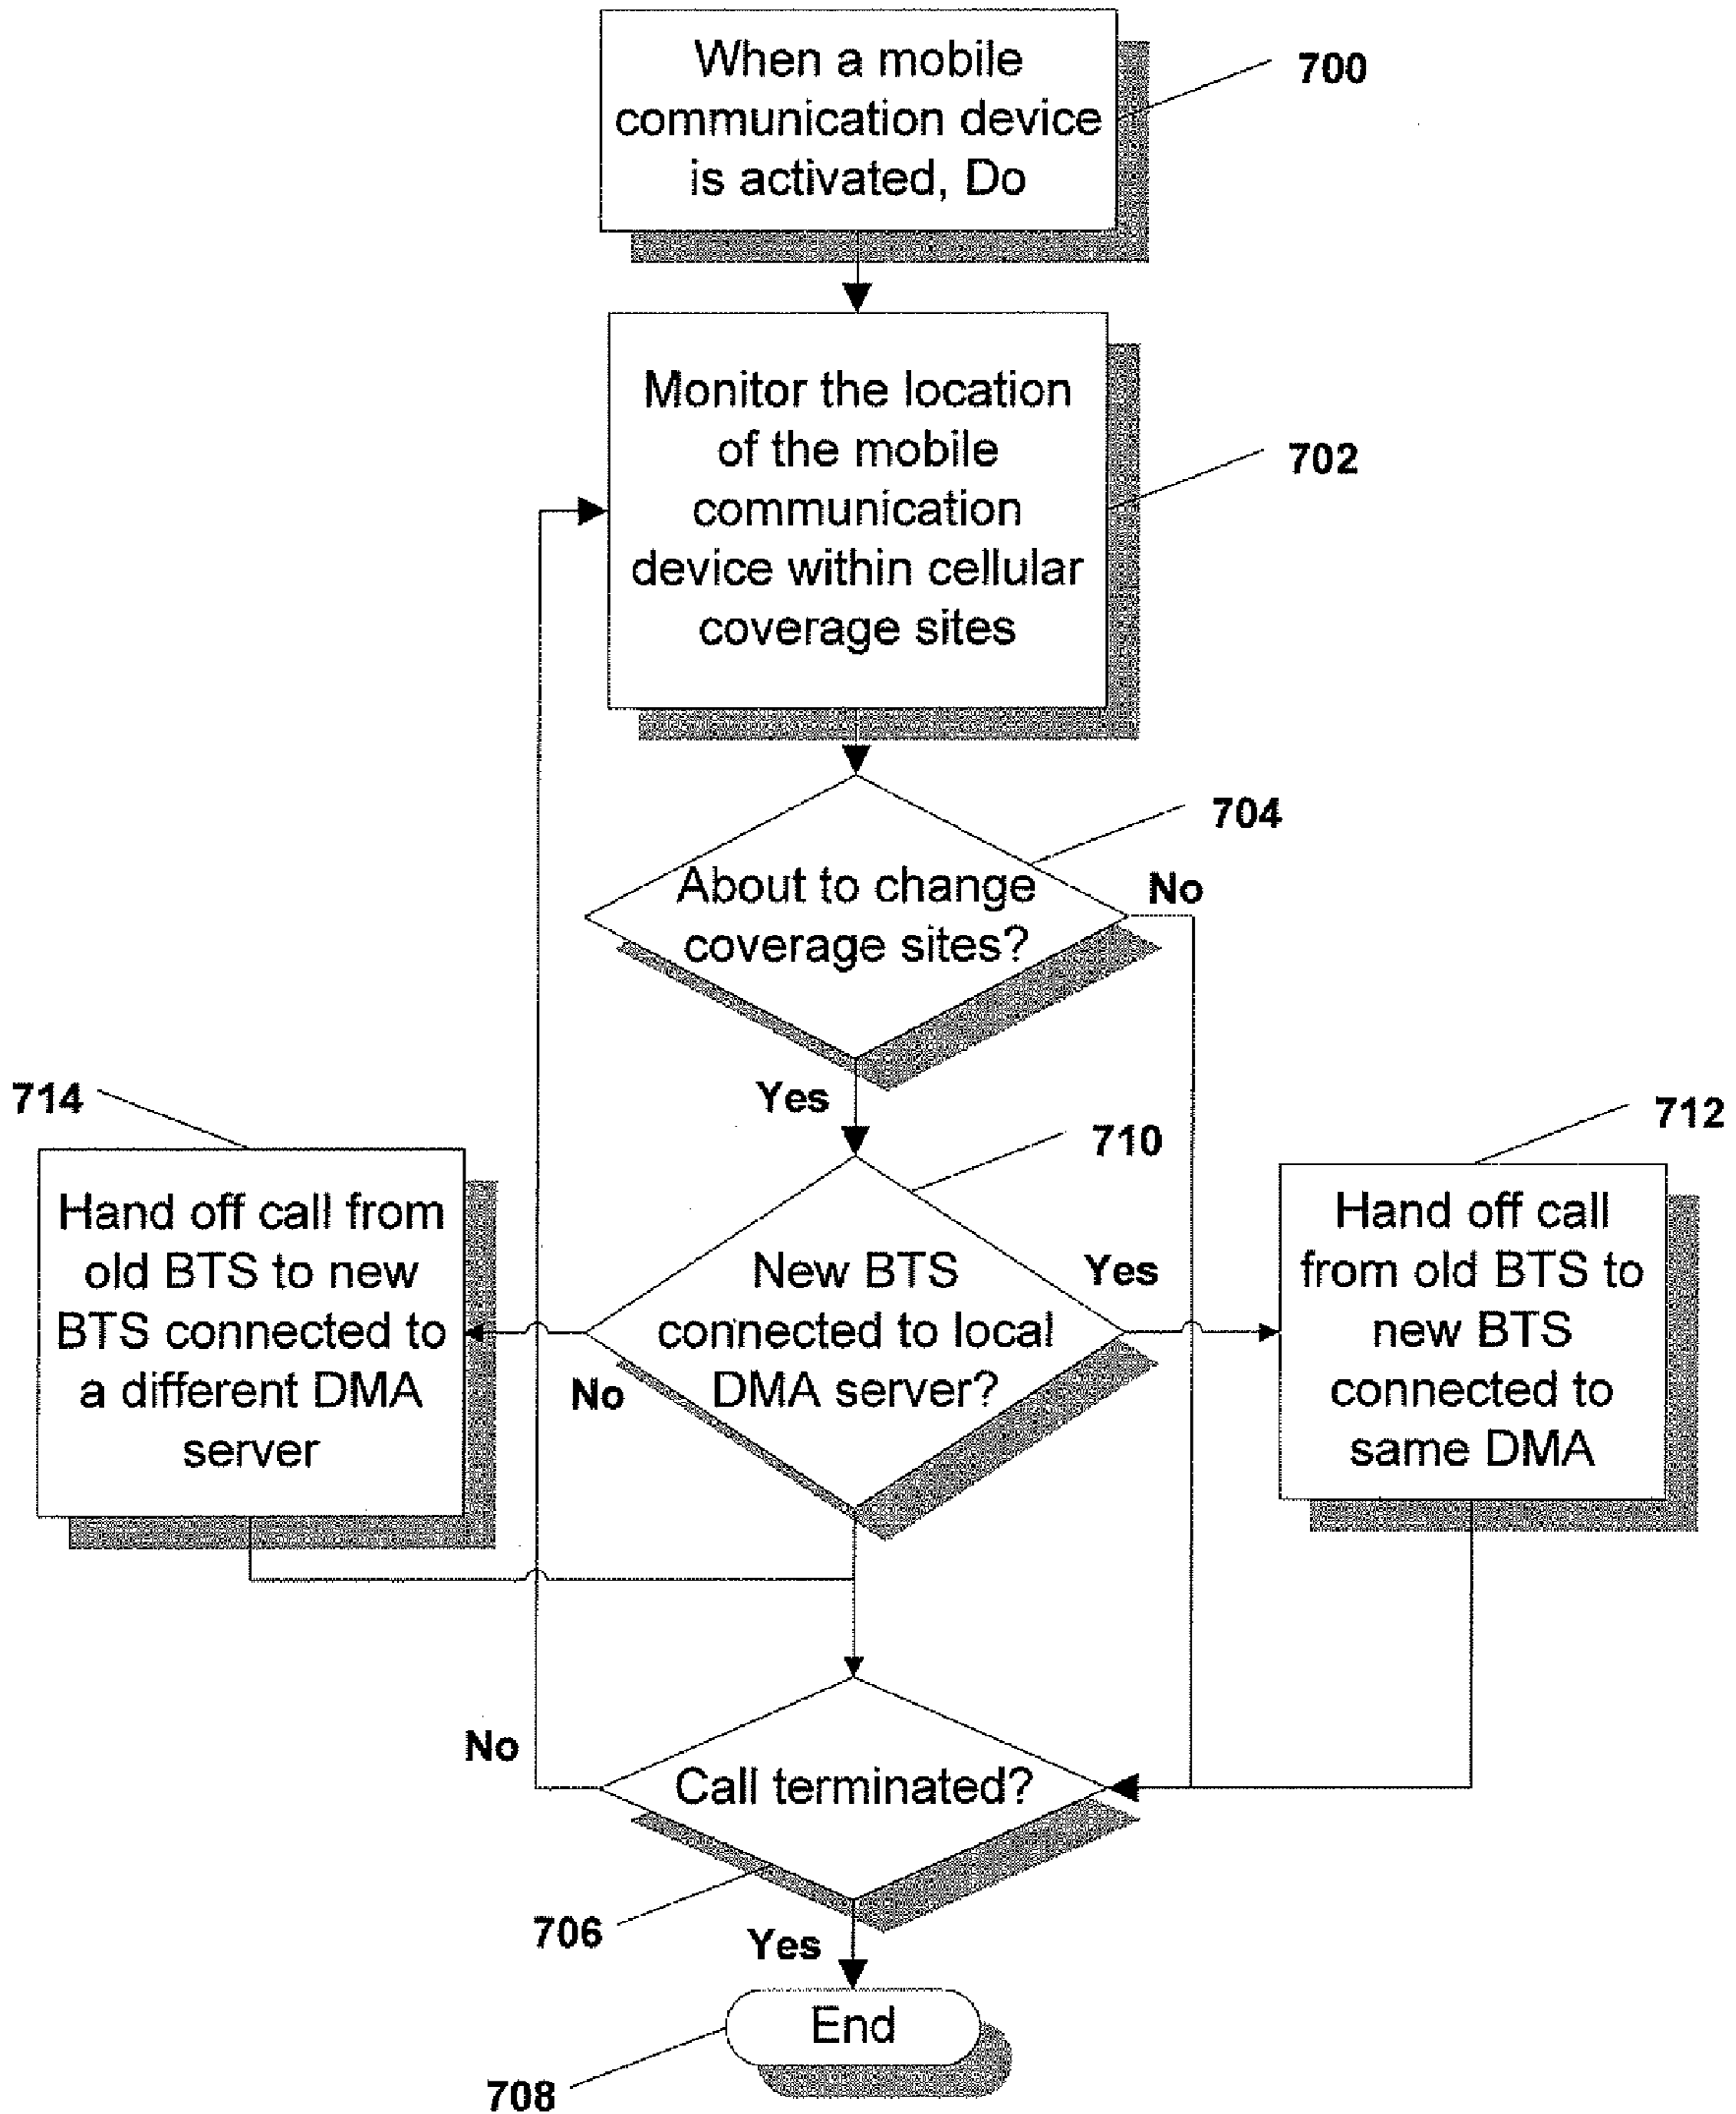 When a mobile
communication device
is activated, Do
700
Monitor the location
of the mobile
communication
device within cellular
coverage sites
702
704
About to change
coverage sites?
No
Yes
714
710
712
Hand off call from
old BTS to new
BTS connected to
a different DMA
server
New BTS
connected to local
DMA server?
Yes
No
Hand off call
from old BTS to
new BTS
connected to
same DMA
No
Call terminated?
706
Yes
End
708